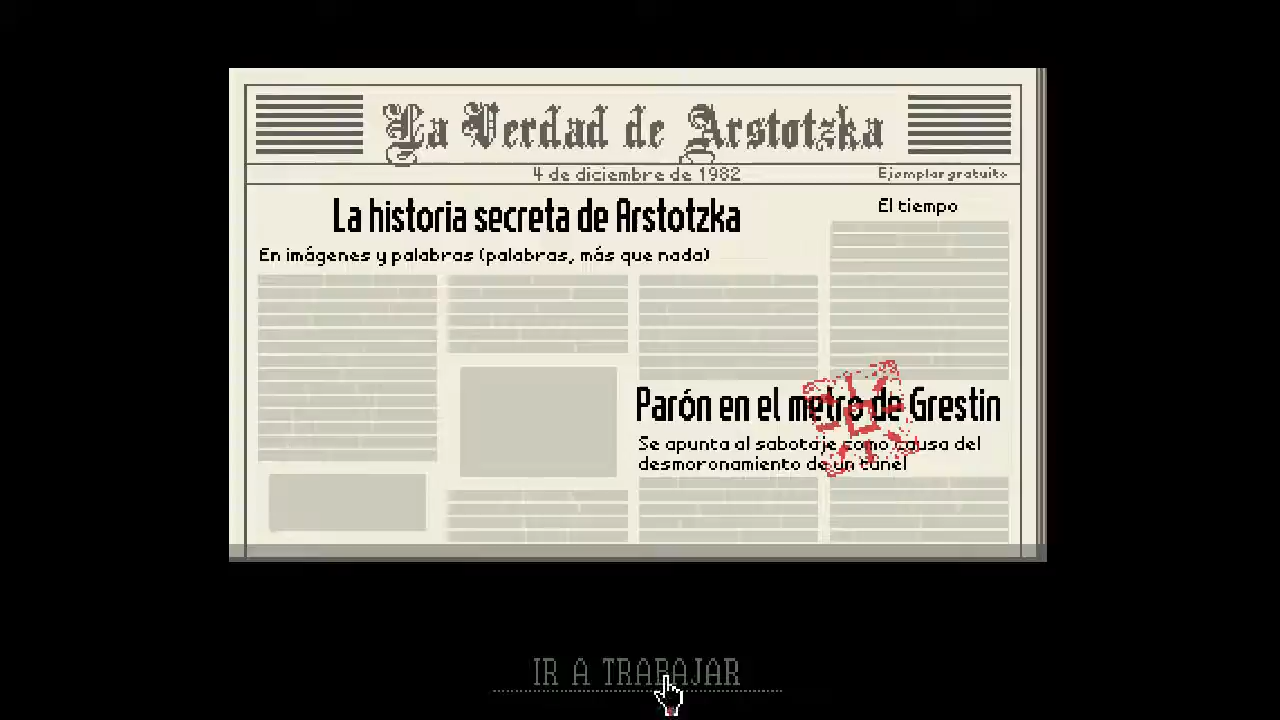 La Verdad de Arstotzka
4 de diciembre de 1982
Ejemplar gratuito
La historia secreta de Arstotzka
En imágenes y palabras (palabras, más que nada)
El tiempo
Parón en el metro de Grestin
Se apunta al sabotaje como causa del
desmoronamiento de un túnel
IR A TRABAJAR